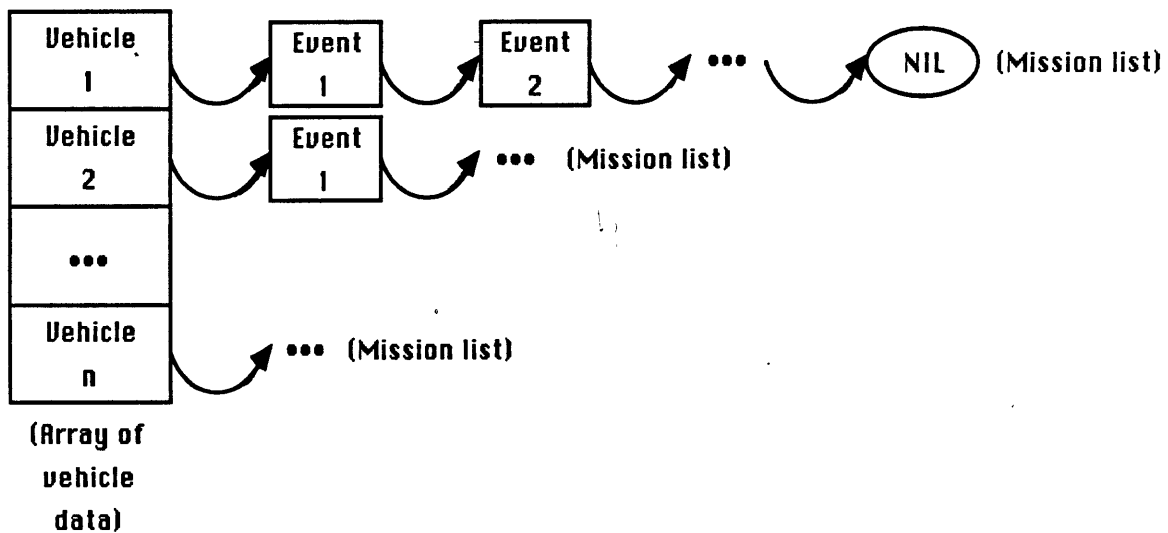 Vehicle
1
Event
1
Event
2
•••
NIL
(Mission list)
Vehicle
2
Event
1
•••
(Mission list)
•••
Vehicle
n
•••
(Mission list)
(Array of
vehicle
data)